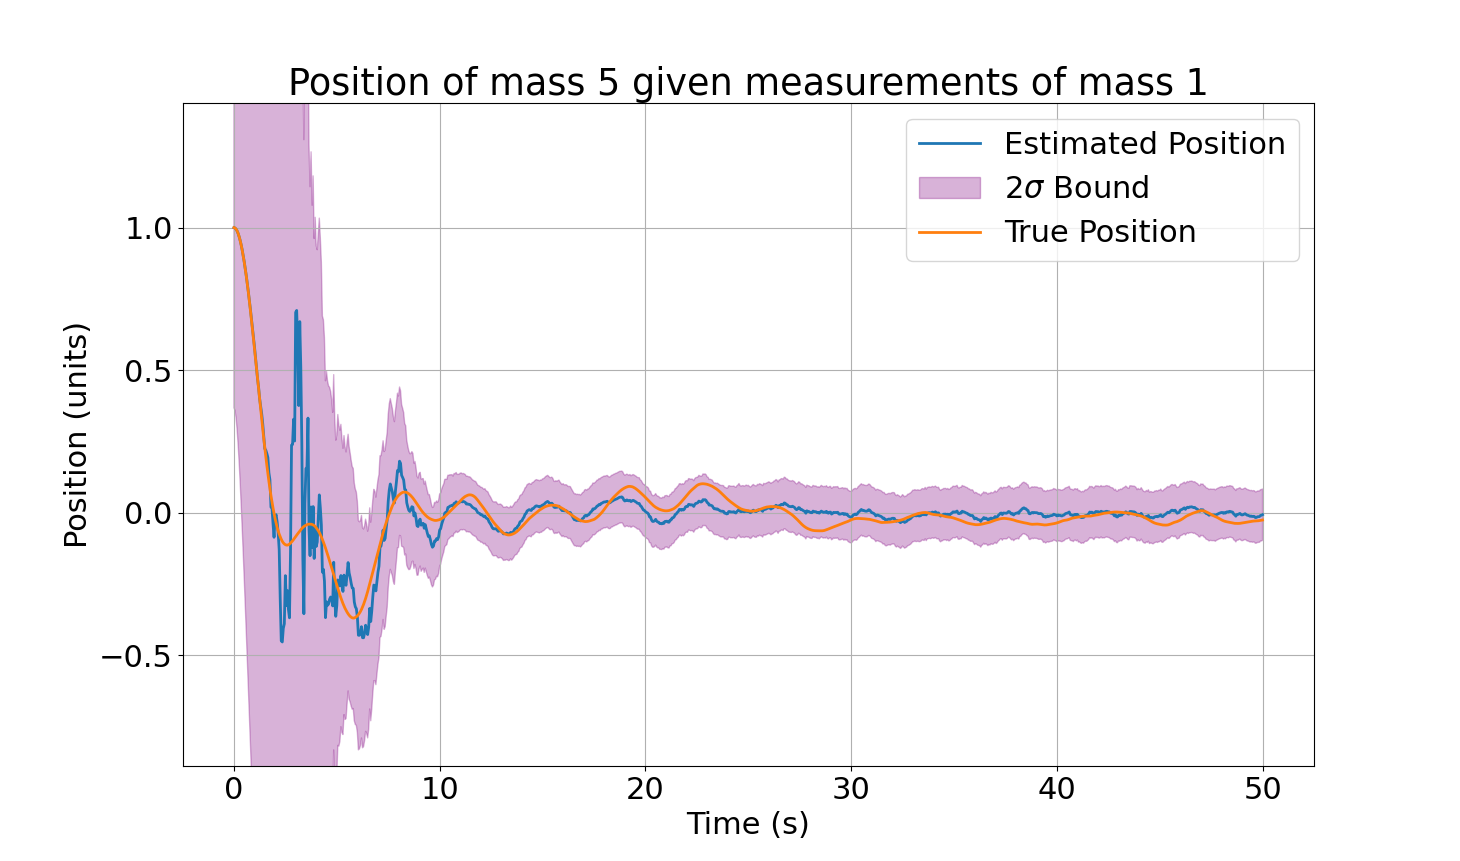 Position of mass 5 given measurements of mass 1
Estimated Position
2σ Bound
True Position
1.0
0.5
0.0
−0.5
Position (units)
0 10 20 30 40 50
Time (s)